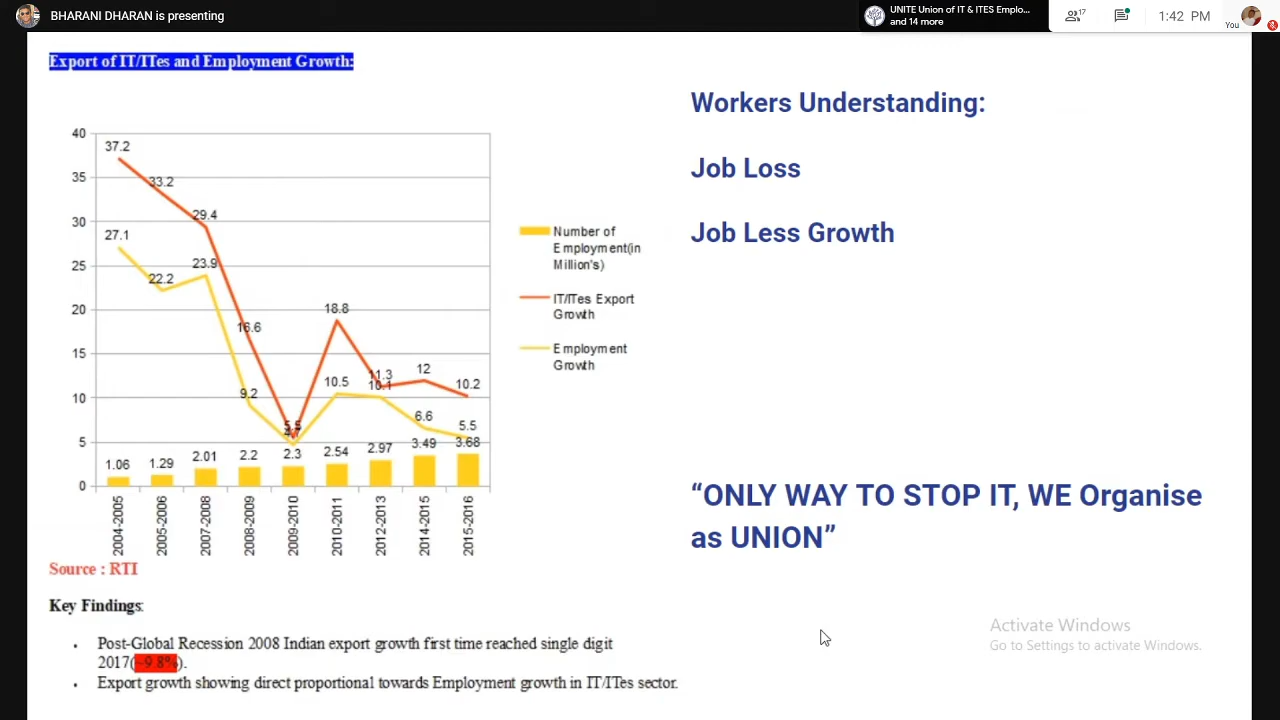 BHARANI DHARAN is presenting
UNITE Union of IT & ITES Emplo...
and 14 more
17
1:42 PM
You
Export of IT/ITes and Employment Growth:
Workers Understanding:
Job Loss
Job Less Growth
40
35
30
25
20
15
10
5
0
37.2
33.2
29.4
16.6
5.5
18.8
11.3
12
10.2
27.1
22.2
23.9
9.2
10.5
10.1
6.6
5.5
1.06
1.29
2.01
2.2
2.3
2.54
2.97
3.49
3.68
2004-2005
2005-2006
2007-2008
2008-2009
2009-2010
2010-2011
2012-2013
2014-2015
2015-2016
Number of
Employment(in
Million's)
IT/ITes Export
Growth
Employment
Growth
“ONLY WAY TO STOP IT, WE Organise
as UNION”
Source : RTI
Key Findings:
Post-Global Recession 2008 Indian export growth first time reached single digit
2017(~9.8%).
Export growth showing direct proportional towards Employment growth in IT/ITes sector.
Activate Windows
Go to Settings to activate Windows.